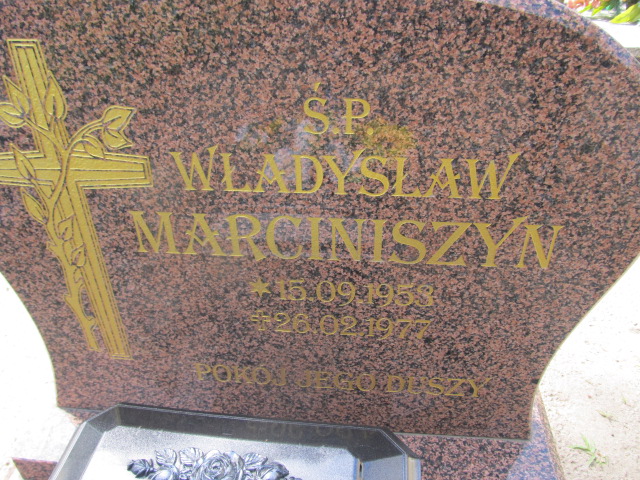 Ś.P.
WŁADYSŁAW
MARCINISZYN
* 15.09.1953
✝ 26.02.1977
POKÓJ JEGO DUSZY